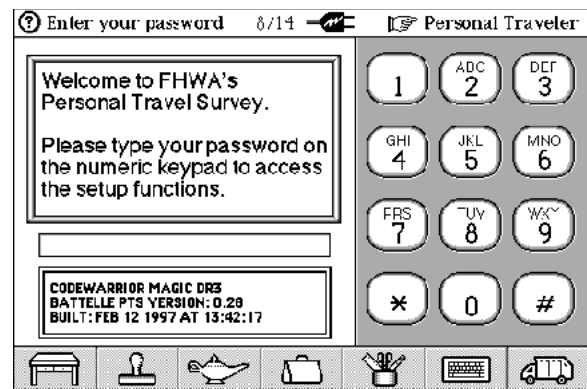 ? Enter your password 8/14 Personal Traveler
Welcome to FHWA's
Personal Travel Survey.
Please type your password on
the numeric keypad to access
the setup functions.
CODEWARRIOR MAGIC DR3
BATTELLE PTS VERSION: 0.28
BUILT: FEB 12 1997 AT 13:42:17
1
ABC
2
DEF
3
GHI
4
JKL
5
MNO
6
PRS
7
TUV
8
WXY
9
*
0
#